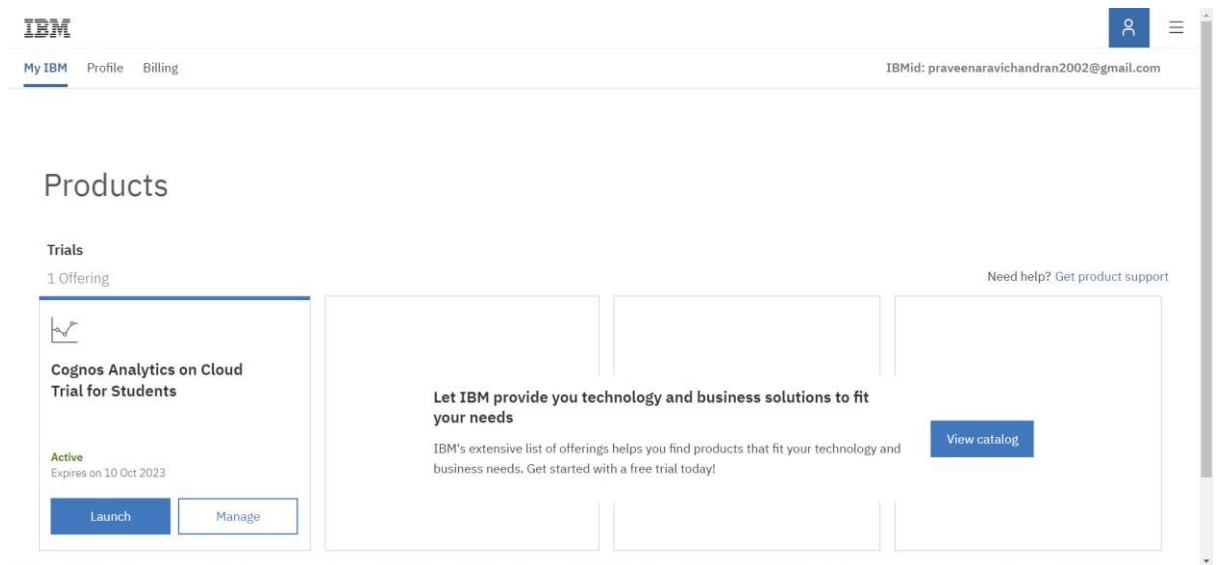 IBM
My IBM Profile Billing IBMid: praveenaravichandran2002@gmail.com
Products
Trials
1 Offering
Need help? Get product support
Cognos Analytics on Cloud
Trial for Students
Active
Expires on 10 Oct 2023
Launch Manage
Let IBM provide you technology and business solutions to fit
your needs
IBM's extensive list of offerings helps you find products that fit your technology and
business needs. Get started with a free trial today!
View catalog